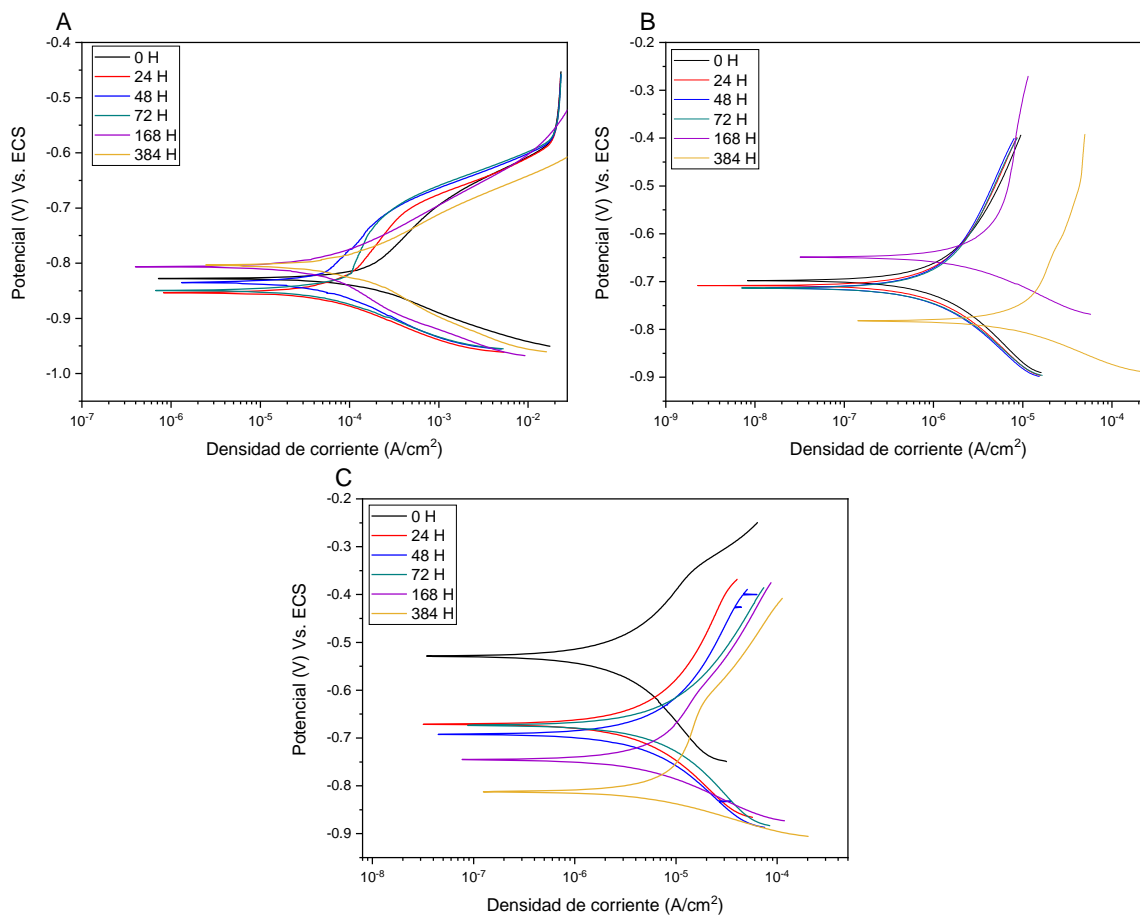 A
0 H
24 H
48 H
72 H
168 H
384 H
-0.4
-0.5
-0.6
-0.7
-0.8
-0.9
-1.0
Potencial (V) Vs. ECS
10-7
10-6
10-5
10-4
10-3
10-2
Densidad de corriente (A/cm2)
B
0 H
24 H
48 H
72 H
168 H
384 H
-0.2
-0.3
-0.4
-0.5
-0.6
-0.7
-0.8
-0.9
Potencial (V) Vs. ECS
10-9
10-8
10-7
10-6
10-5
10-4
Densidad de corriente (A/cm2)
C
0 H
24 H
48 H
72 H
168 H
384 H
-0.2
-0.3
-0.4
-0.5
-0.6
-0.7
-0.8
-0.9
Potencial (V) Vs. ECS
10-8
10-7
10-6
10-5
10-4
Densidad de corriente (A/cm2)